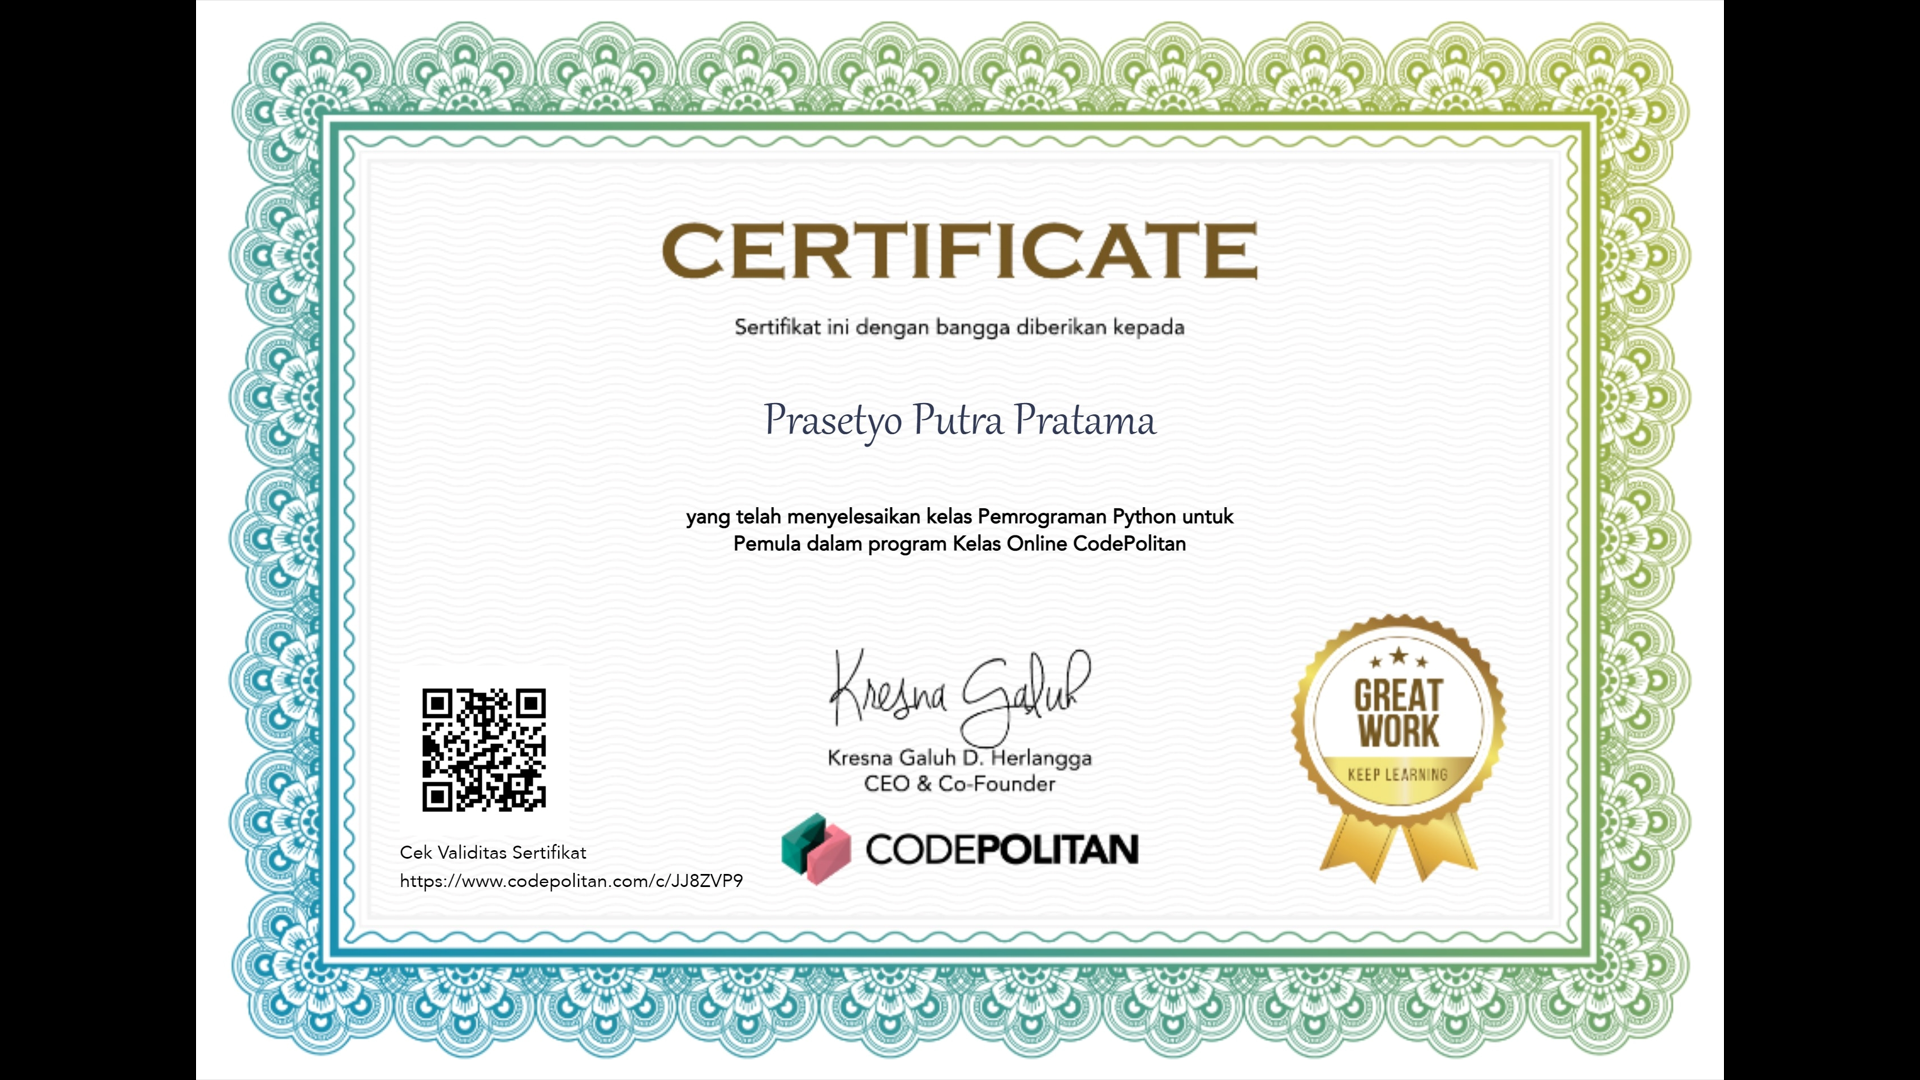 CERTIFICATE
Sertifikat ini dengan bangga diberikan kepada
Prasetyo Putra Pratama
yang telah menyelesaikan kelas Pemrograman Python untuk
Pemula dalam program Kelas Online CodePolitan
Kresna Galuh
Kresna Galuh D. Herlangga
CEO & Co-Founder
CODEPOLITAN
GREAT
WORK
KEEP LEARNING
Cek Validitas Sertifikat
https://www.codepolitan.com/c/JJ8ZVP9